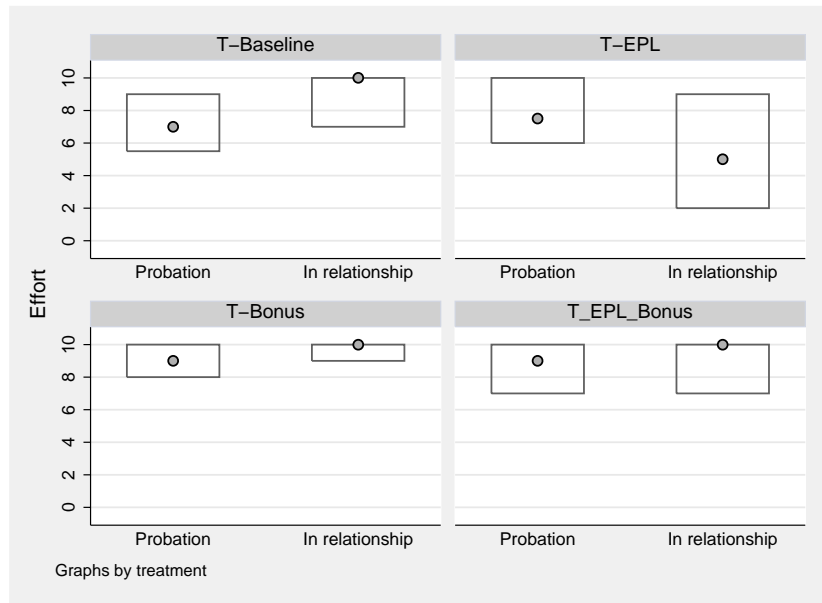 T−Baseline
T−EPL
10
8
6
4
2
0
Probation
In relationship
Probation
In relationship
Effort
T−Bonus
T_EPL_Bonus
10
8
6
4
2
0
Probation
In relationship
Probation
In relationship
Graphs by treatment